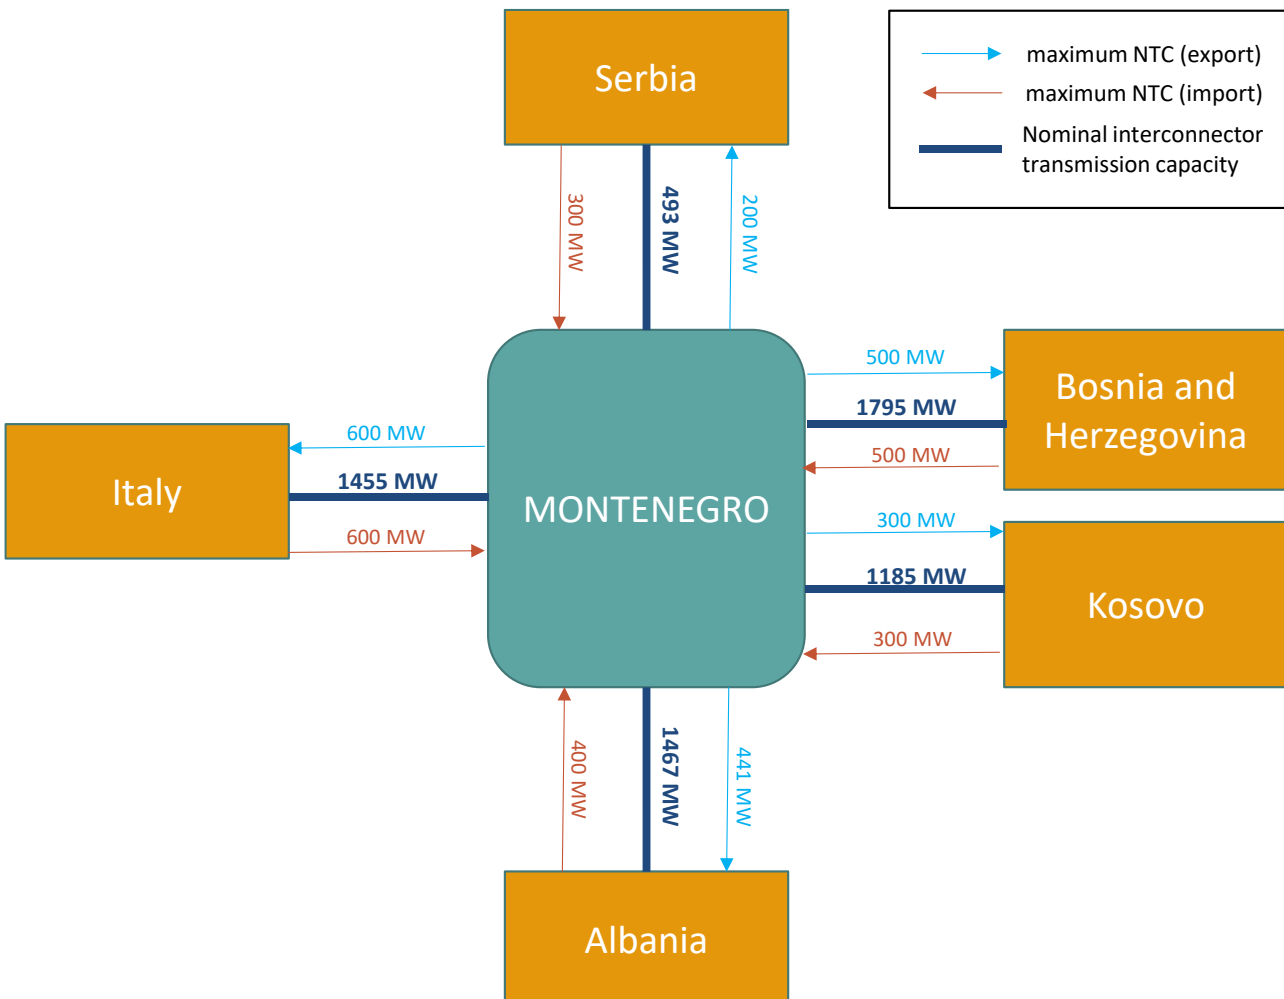 Serbia
maximum NTC (export)
maximum NTC (import)
Nominal interconnector
transmission capacity
300 MW
493 MW
200 MW
500 MW
1795 MW
500 MW
Bosnia and
Herzegovina
600 MW
1455 MW
600 MW
Italy
MONTENEGRO
300 MW
1185 MW
300 MW
Kosovo
400 MW
1467 MW
441 MW
Albania